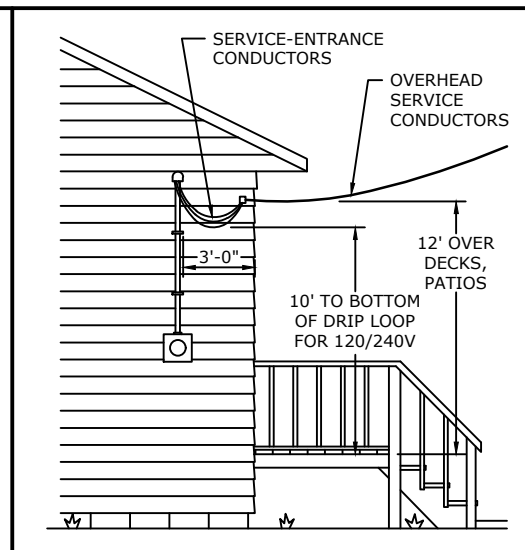 SERVICE-ENTRANCE
CONDUCTORS
OVERHEAD
SERVICE
CONDUCTORS
3'-0"
12' OVER
DECKS,
PATIOS
10' TO BOTTOM
OF DRIP LOOP
FOR 120/240V